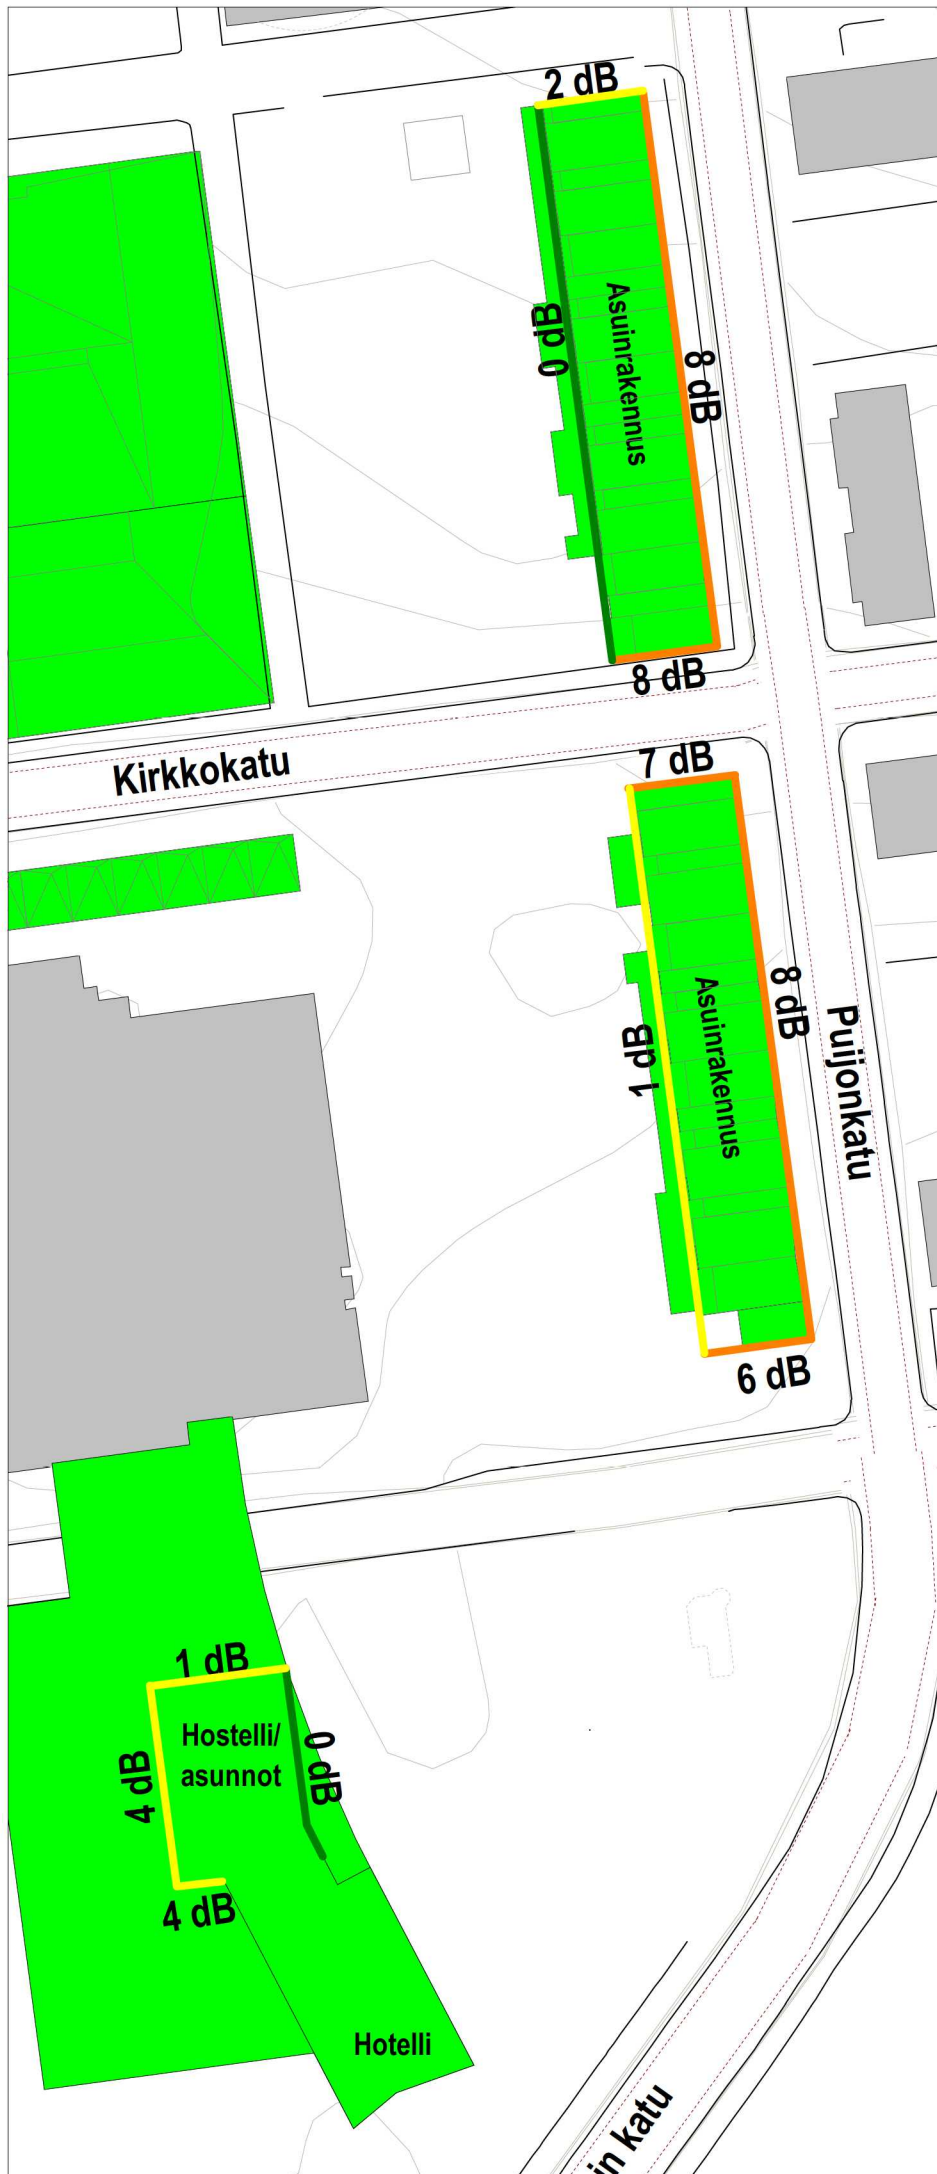 2 dB
0 dB
Asuinrakennus
8 dB
8 dB
Kirkkokatu
7 dB
Asuinrakennus
8 dB
1 dB
Puijonkatu
6 dB
1 dB
Hostelli/
asunnot
0 dB
4 dB
4 dB
Hotelli
in katu